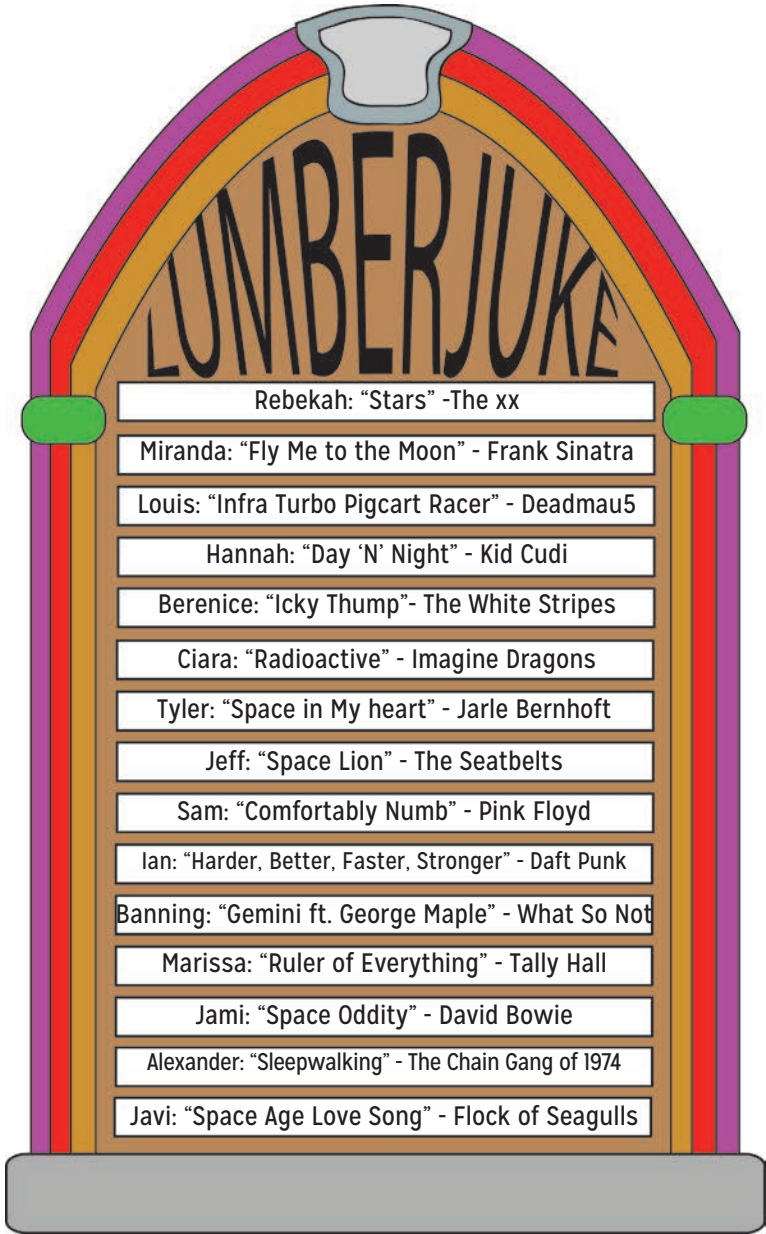 LUMBERJUKE
Rebekah: “Stars” -The xx
Miranda: “Fly Me to the Moon” - Frank Sinatra
Louis: “Infra Turbo Pigcart Racer” - Deadmau5
Hannah: “Day ‘N’ Night” - Kid Cudi
Berenice: “Icky Thump”- The White Stripes
Ciara: “Radioactive” - Imagine Dragons
Tyler: “Space in My heart” - Jarle Bernhoft
Jeff: “Space Lion” - The Seatbelts
Sam: “Comfortably Numb” - Pink Floyd
Ian: “Harder, Better, Faster, Stronger” - Daft Punk
Banning: “Gemini ft. George Maple” - What So Not
Marissa: “Ruler of Everything” - Tally Hall
Jami: “Space Oddity” - David Bowie
Alexander: “Sleepwalking” - The Chain Gang of 1974
Javi: “Space Age Love Song” - Flock of Seagulls